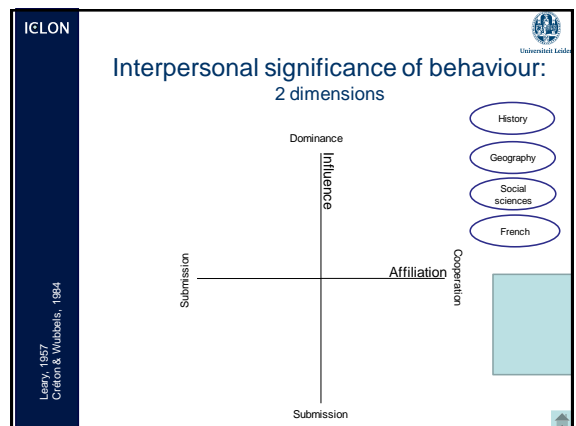 ICLON
Universiteit Leiden
Interpersonal significance of behaviour:
2 dimensions
History
Geography
Social
sciences
French
Dominance
Influence
Affiliation
Submission
Cooperation
Submission
Leary, 1957
Créton & Wubbels, 1984